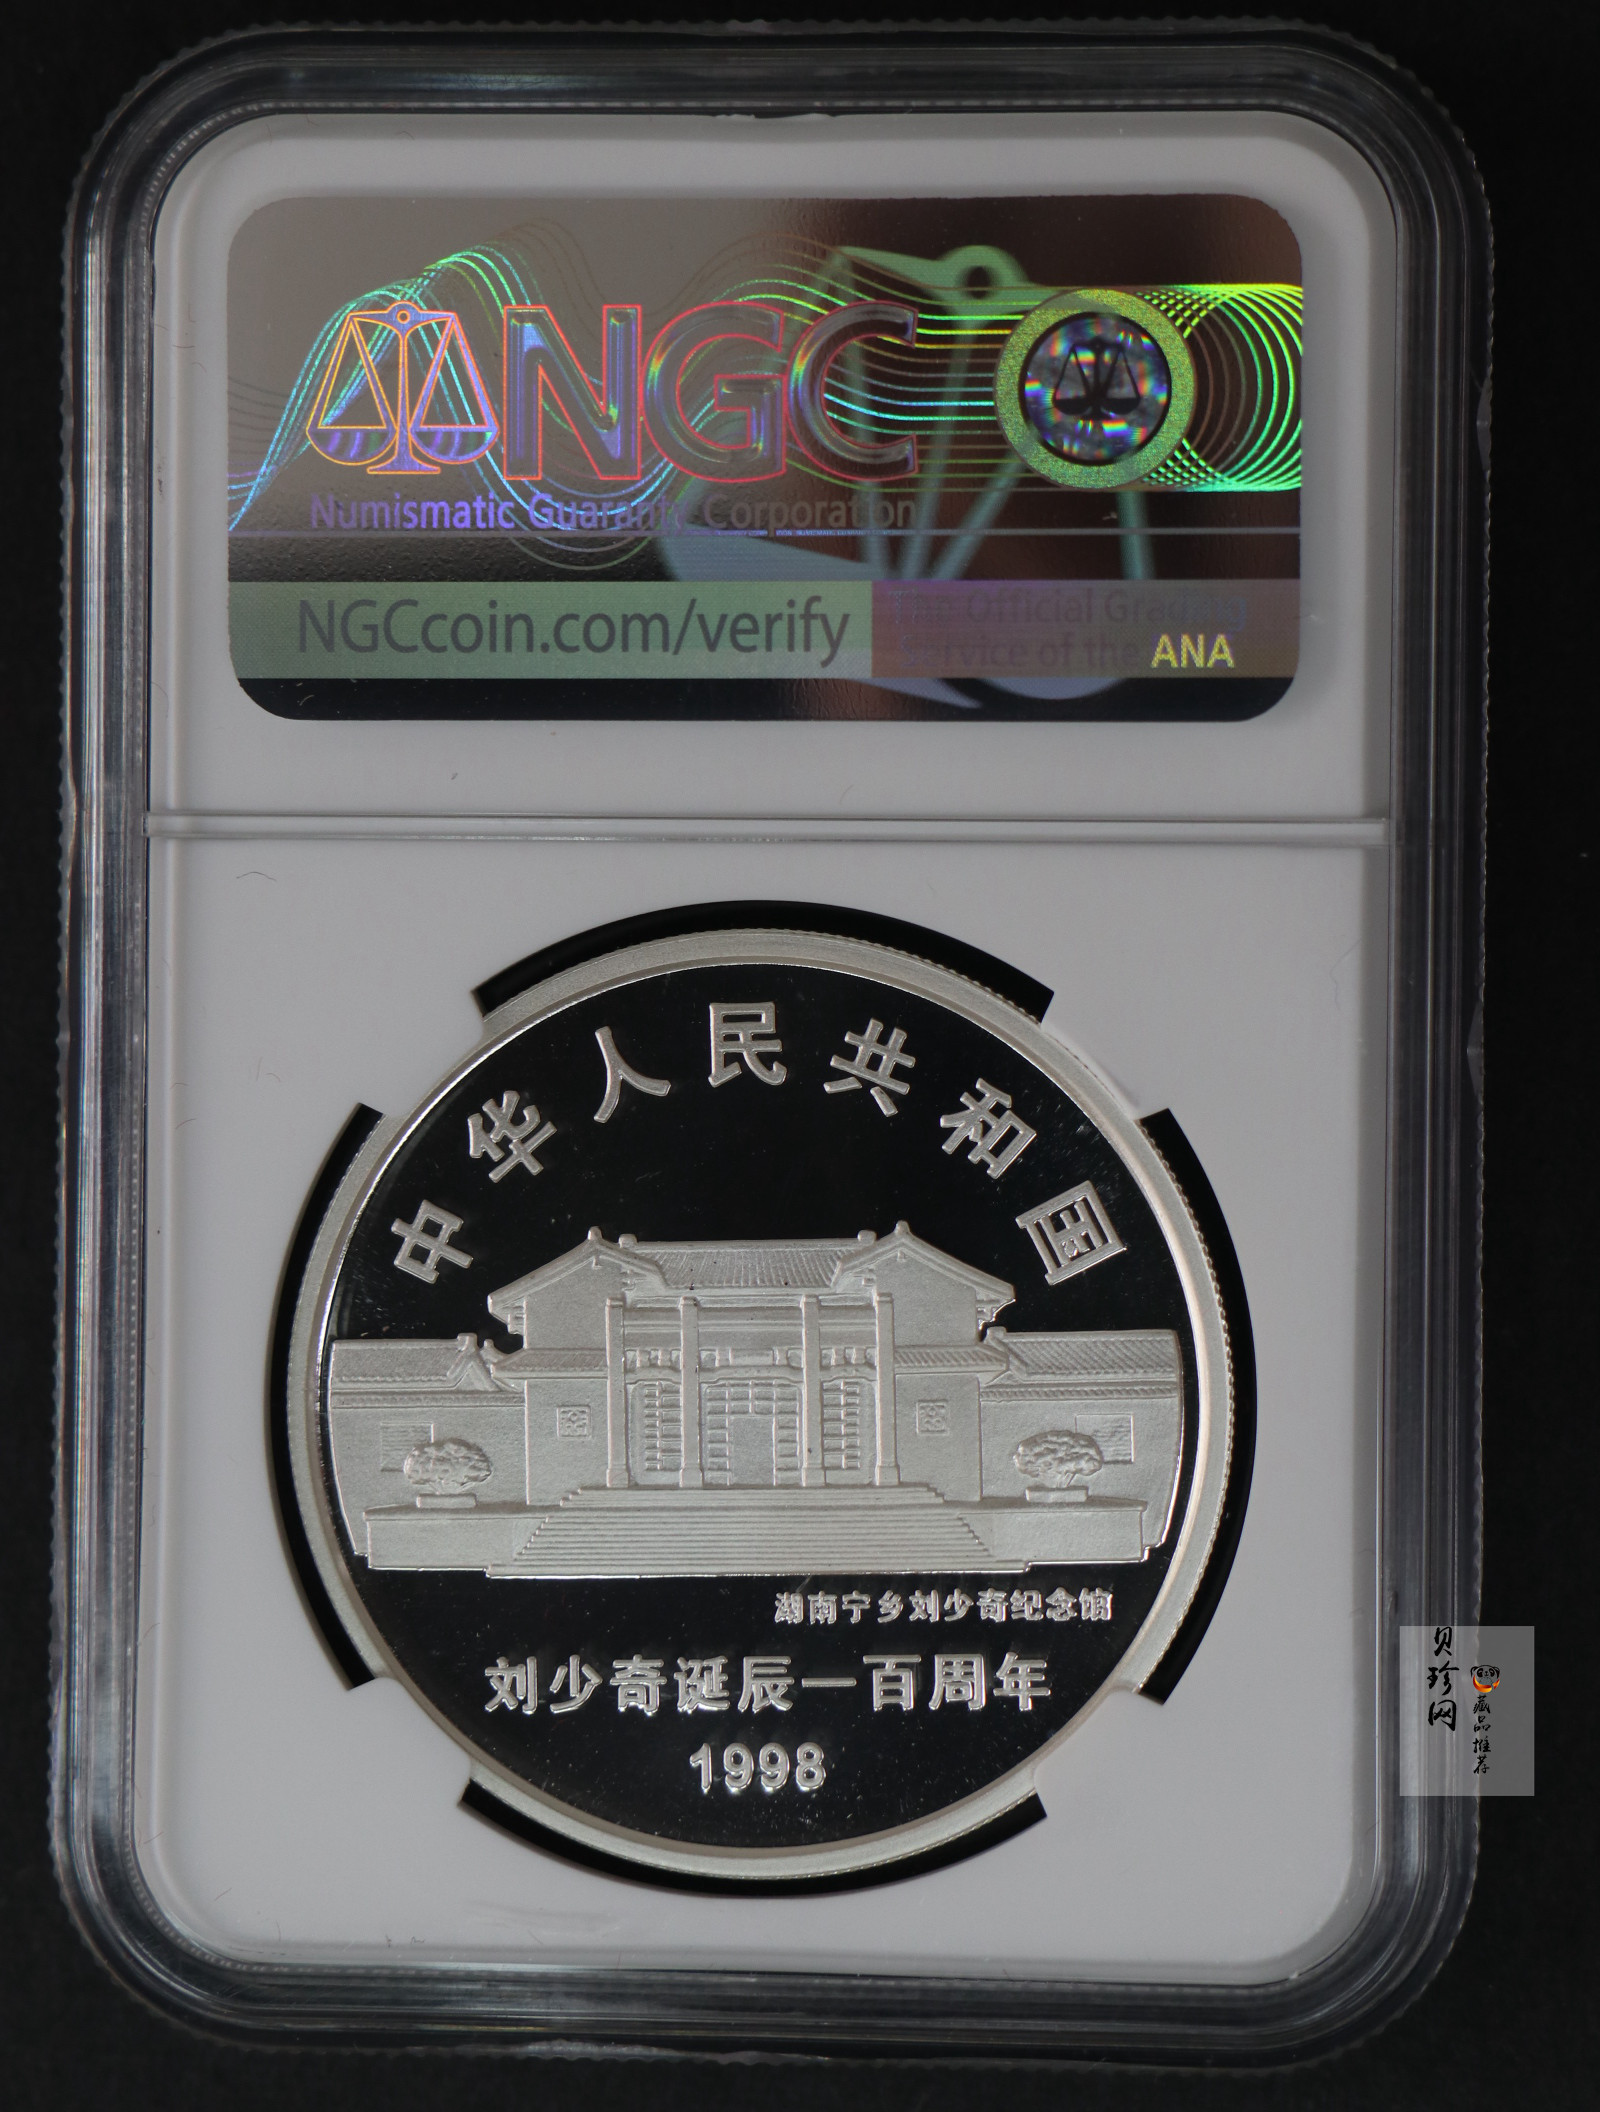 NGC
Numismatic Guaranty Corporation
NGCcoin.com/verify
The Official Grading
Service of the ANA
中华人民共和国
湖南宁乡刘少奇纪念馆
刘少奇诞辰一百周年
1998
贝珍网
藏品推荐